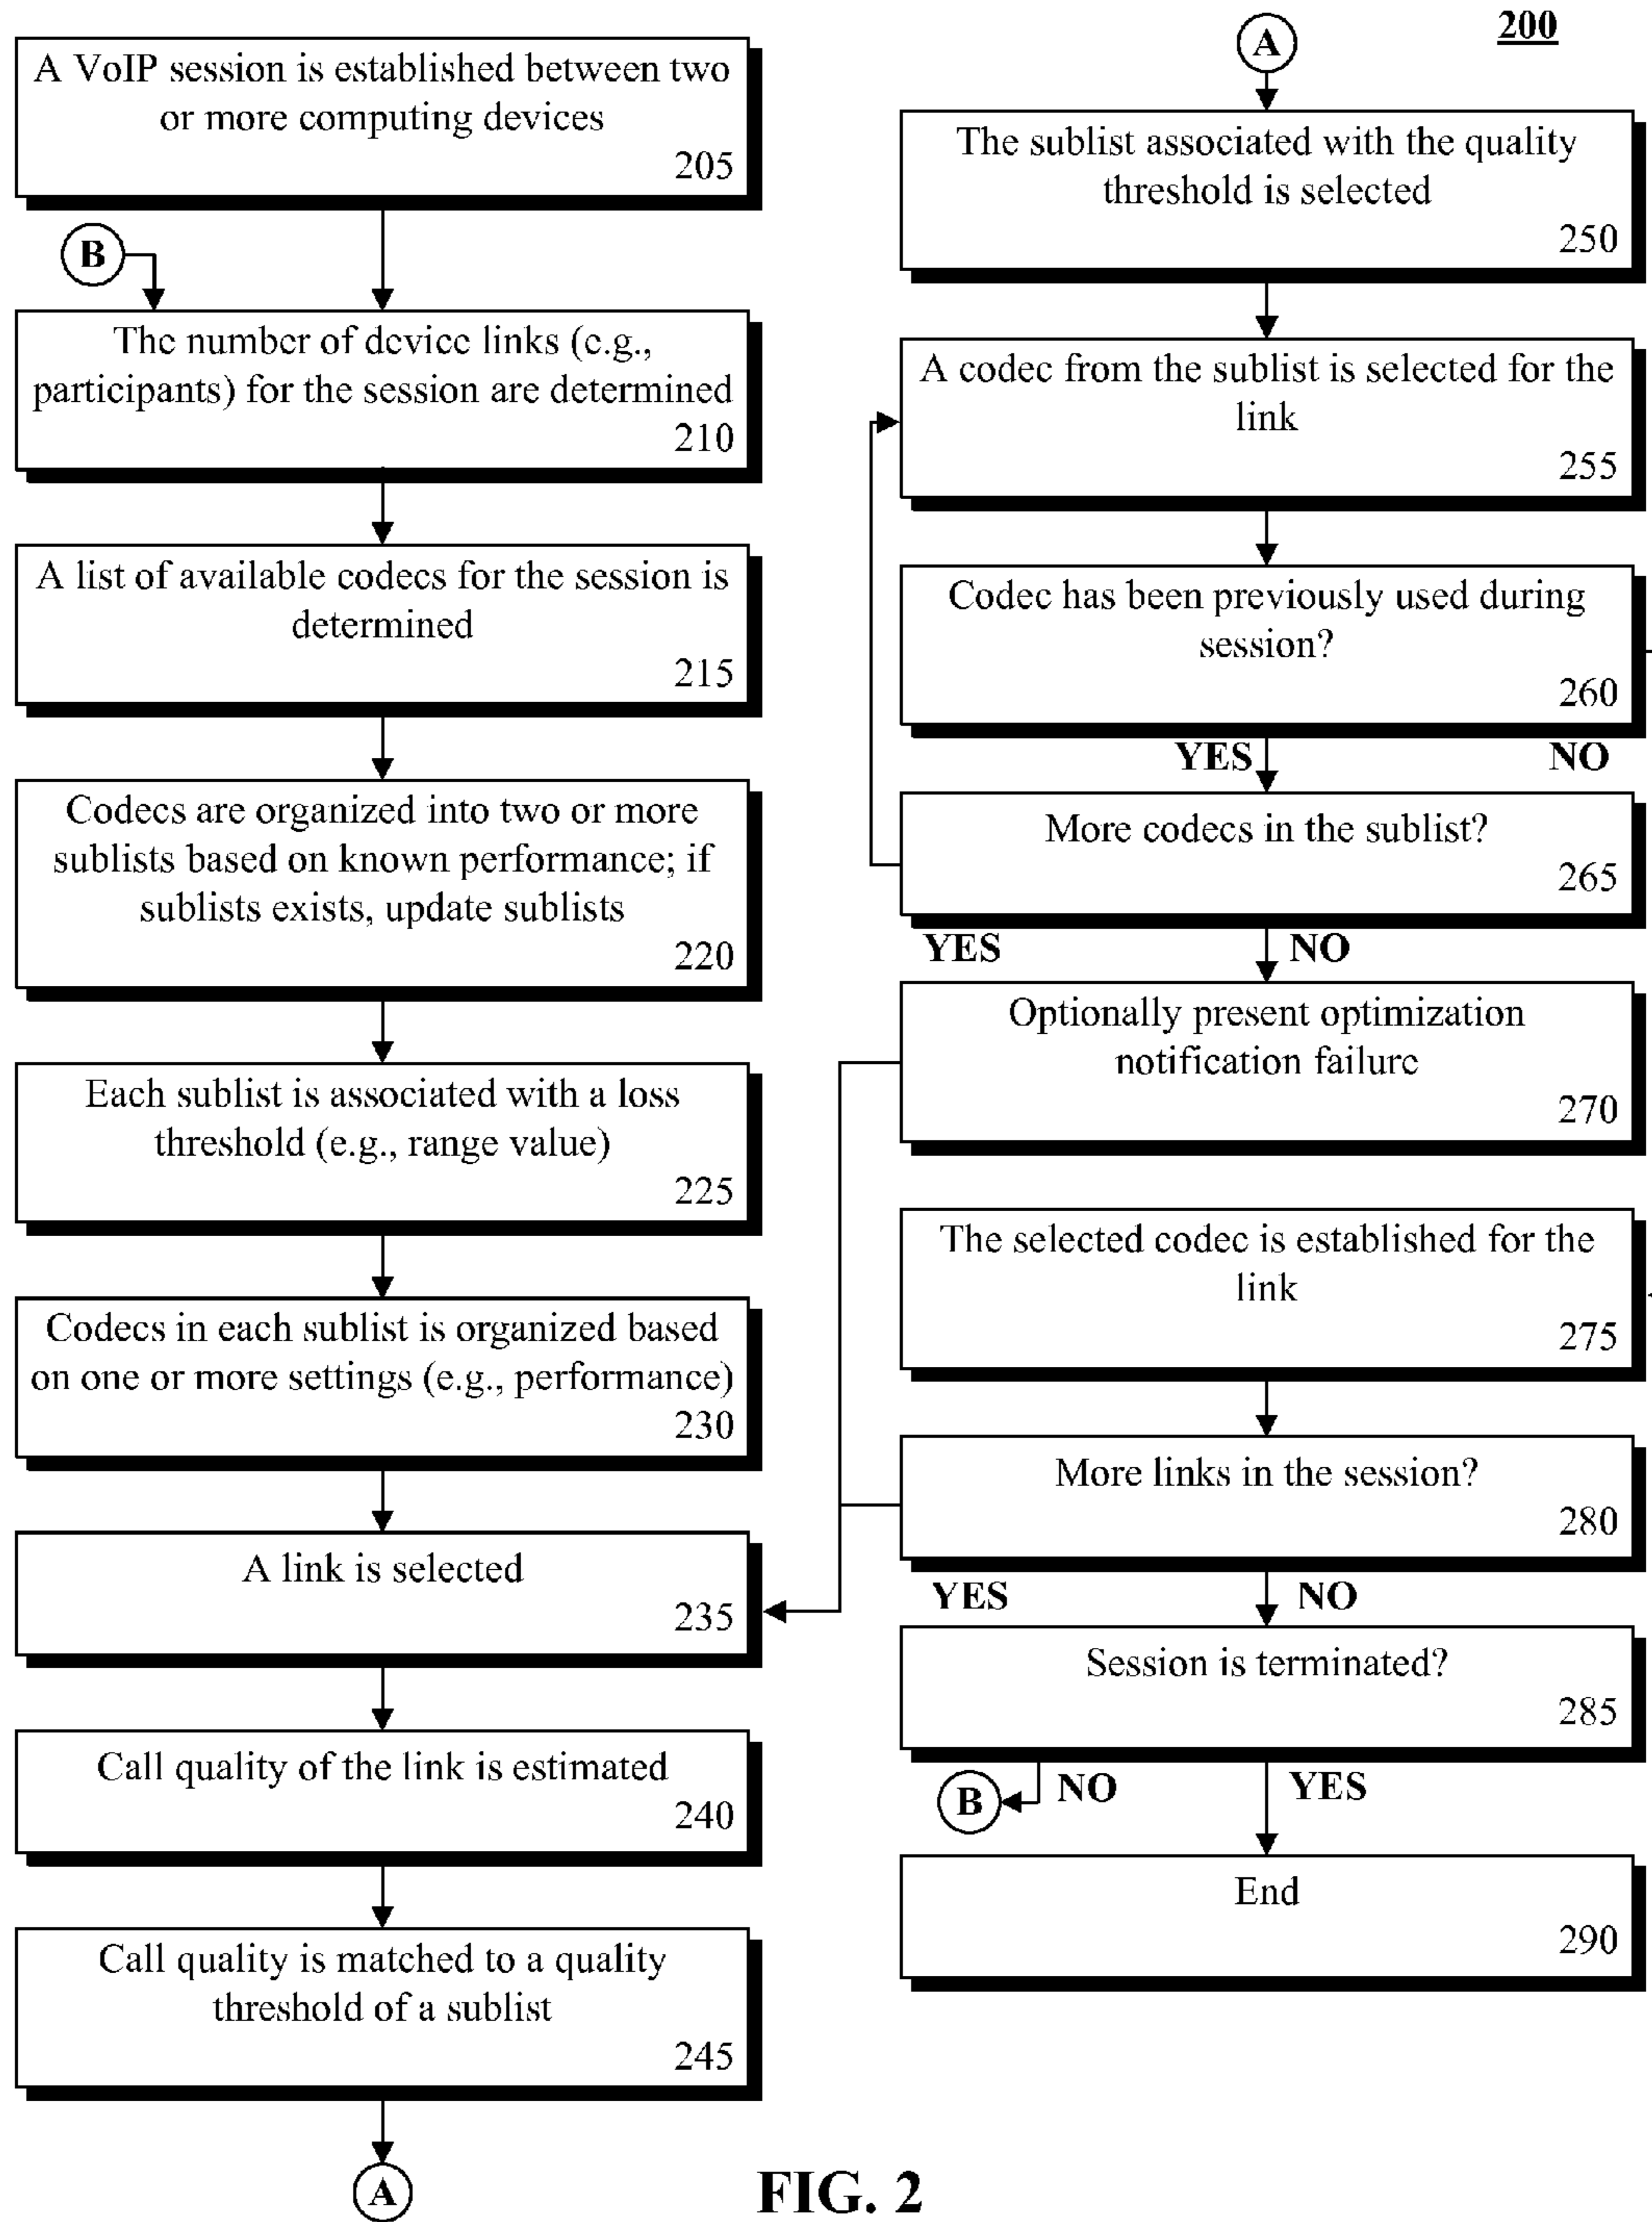 A VoIP session is established between two
or more computing devices
205
B
The number of device links (e.g.,
participants) for the session are determined
210
A list of available codecs for the session is
determined
215
Codecs are organized into two or more
sublists based on known performance; if
sublists exists, update sublists
220
Each sublist is associated with a loss
threshold (e.g., range value)
225
Codecs in each sublist is organized based
on one or more settings (e.g., performance)
230
A link is selected
235
Call quality of the link is estimated
240
Call quality is matched to a quality
threshold of a sublist
245
A
200
A
The sublist associated with the quality
threshold is selected
250
A codec from the sublist is selected for the
link
255
Codec has been previously used during
session?
260
YES NO
More codecs in the sublist?
265
YES NO
Optionally present optimization
notification failure
270
The selected codec is established for the
link
275
More links in the session?
280
YES NO
Session is terminated?
285
B NO YES
End
290
FIG. 2